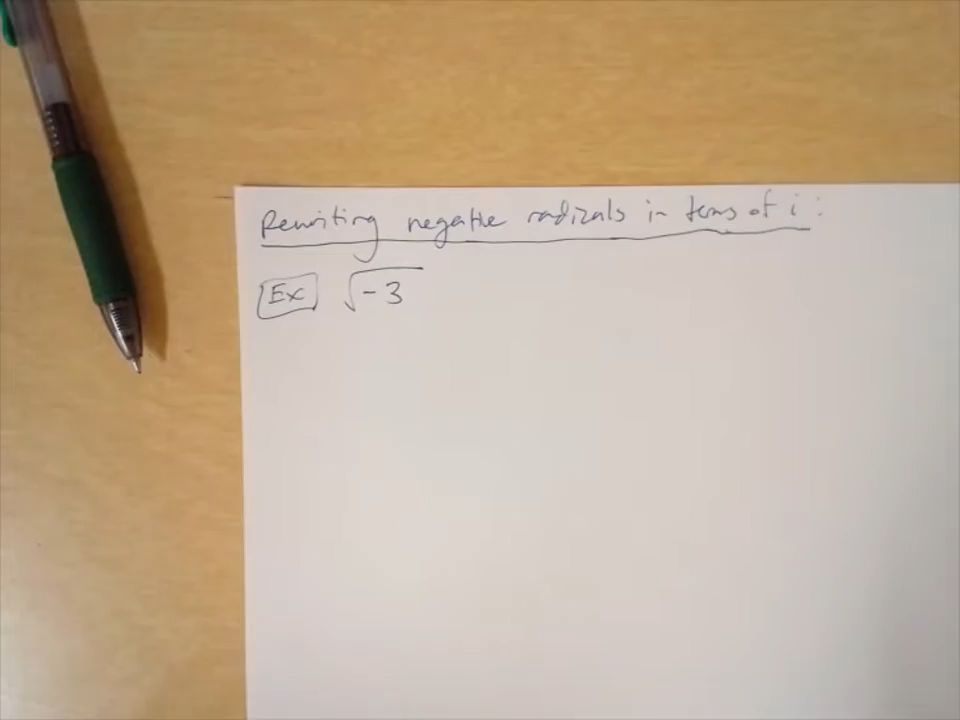 Rewriting negative radicals in terms of i :
Ex √-3